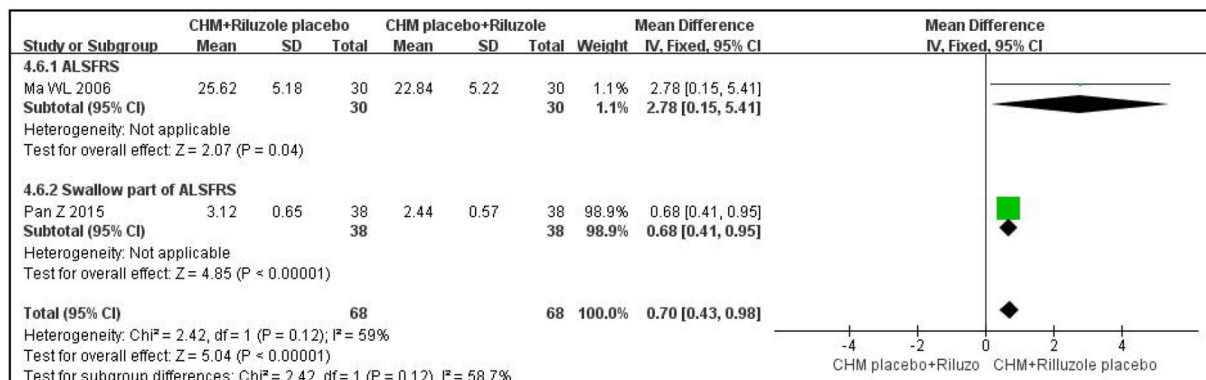 CHM+Riluzole placebo CHM placebo+Riluzole Mean Difference Mean Difference
Study or Subgroup Mean SD Total Mean SD Total Weight IV, Fixed, 95% CI IV, Fixed, 95% CI
4.6.1 ALSFRS
Ma WL 2006 25.62 5.18 30 22.84 5.22 30 1.1% 2.78 [0.15, 5.41]
Subtotal (95% CI) 30 30 1.1% 2.78 [0.15, 5.41]
Heterogeneity: Not applicable
Test for overall effect: Z = 2.07 (P = 0.04)
4.6.2 Swallow part of ALSFRS
Pan Z 2015 3.12 0.65 38 2.44 0.57 38 98.9% 0.68 [0.41, 0.95]
Subtotal (95% CI) 38 38 98.9% 0.68 [0.41, 0.95]
Heterogeneity: Not applicable
Test for overall effect: Z = 4.85 (P < 0.00001)
Total (95% CI) 68 68 100.0% 0.70 [0.43, 0.98]
Heterogeneity: Chi² = 2.42, df = 1 (P = 0.12); I² = 59%
Test for overall effect: Z = 5.04 (P < 0.00001)
Test for subgroup differences: Chi² = 2.42, df = 1 (P = 0.12), I² = 58.7%
-4 -2 0 2 4
CHM placebo+Riluzo CHM+Rilluzole placebo